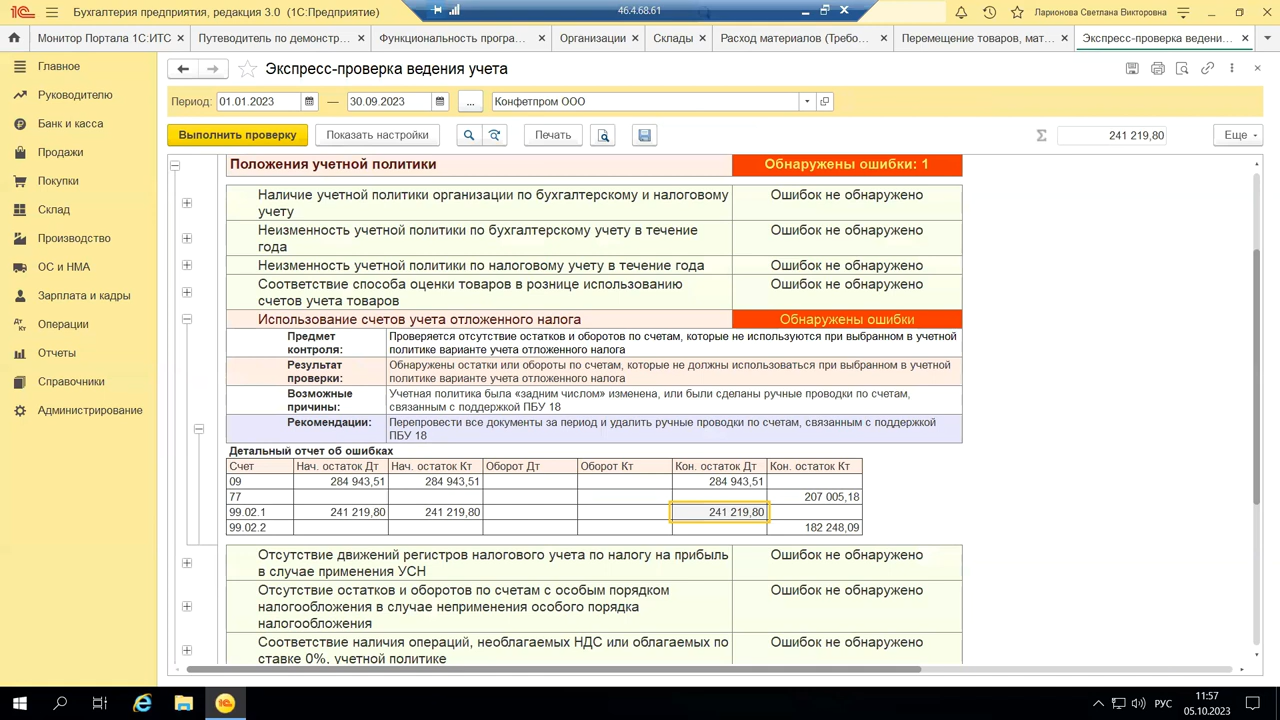 Бухгалтерия предприятия, редакция 3.0 (1С:Предприятие)
46.4.68.61
Ларионова Светлана Викторовна
Монитор Портала 1С:ИТС
Путеводитель по демонстр...
Функциональность програ...
Организации
Склады
Расход материалов (Требо...
Перемещение товаров, мат...
Экспресс-проверка ведени...
Главное
Руководителю
Банк и касса
Продажи
Покупки
Склад
Производство
ОС и НМА
Зарплата и кадры
Операции
Отчеты
Справочники
Администрирование
Экспресс-проверка ведения учета
Период: 01.01.2023 — 30.09.2023 ... Конфетпром ООО
Выполнить проверку Показать настройки Печать Σ 241 219,80 Еще
Положения учетной политики Обнаружены ошибки: 1
Наличие учетной политики организации по бухгалтерскому и налоговому Ошибок не обнаружено
учету
Неизменность учетной политики по бухгалтерскому учету в течение Ошибок не обнаружено
года
Неизменность учетной политики по налоговому учету в течение года Ошибок не обнаружено
Соответствие способа оценки товаров в рознице использованию Ошибок не обнаружено
счетов учета товаров
Использование счетов учета отложенного налога Обнаружены ошибки
Предмет Проверяется отсутствие остатков и оборотов по счетам, которые не используются при выбранном в учетной
контроля: политике варианте учета отложенного налога
Результат Обнаружены остатки или обороты по счетам, которые не должны использоваться при выбранном в учетной
проверки: политике варианте учета отложенного налога
Возможные Учетная политика была «задним числом» изменена, или были сделаны ручные проводки по счетам,
причины: связанным с поддержкой ПБУ 18
Рекомендации: Перепровести все документы за период и удалить ручные проводки по счетам, связанным с поддержкой
ПБУ 18
Детальный отчет об ошибках
Счет Нач. остаток Дт Нач. остаток Кт Оборот Дт Оборот Кт Кон. остаток Дт Кон. остаток Кт
09 284 943,51 284 943,51 284 943,51
77 207 005,18
99.02.1 241 219,80 241 219,80 241 219,80
99.02.2 182 248,09
Отсутствие движений регистров налогового учета по налогу на прибыль Ошибок не обнаружено
в случае применения УСН
Отсутствие остатков и оборотов по счетам с особым порядком Ошибок не обнаружено
налогообложения в случае неприменения особого порядка
налогообложения
Соответствие наличия операций, необлагаемых НДС или облагаемых по Ошибок не обнаружено
ставке 0%, учетной политике
РУС
11:57
05.10.2023